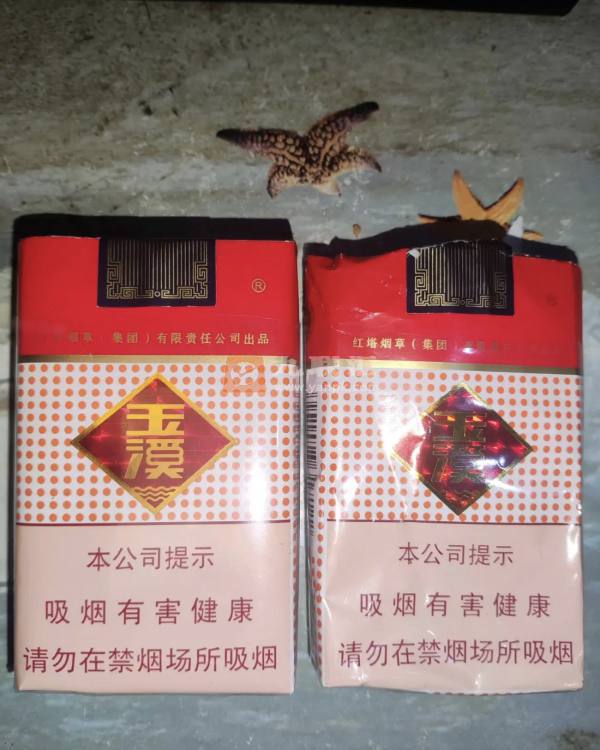 烟草（集团）有限责任公司出品
®
玉溪
本公司提示
吸烟有害健康
请勿在禁烟场所吸烟
红塔烟草（集团
玉溪
本公司提示
吸烟有害健康
请勿在禁烟场所吸烟